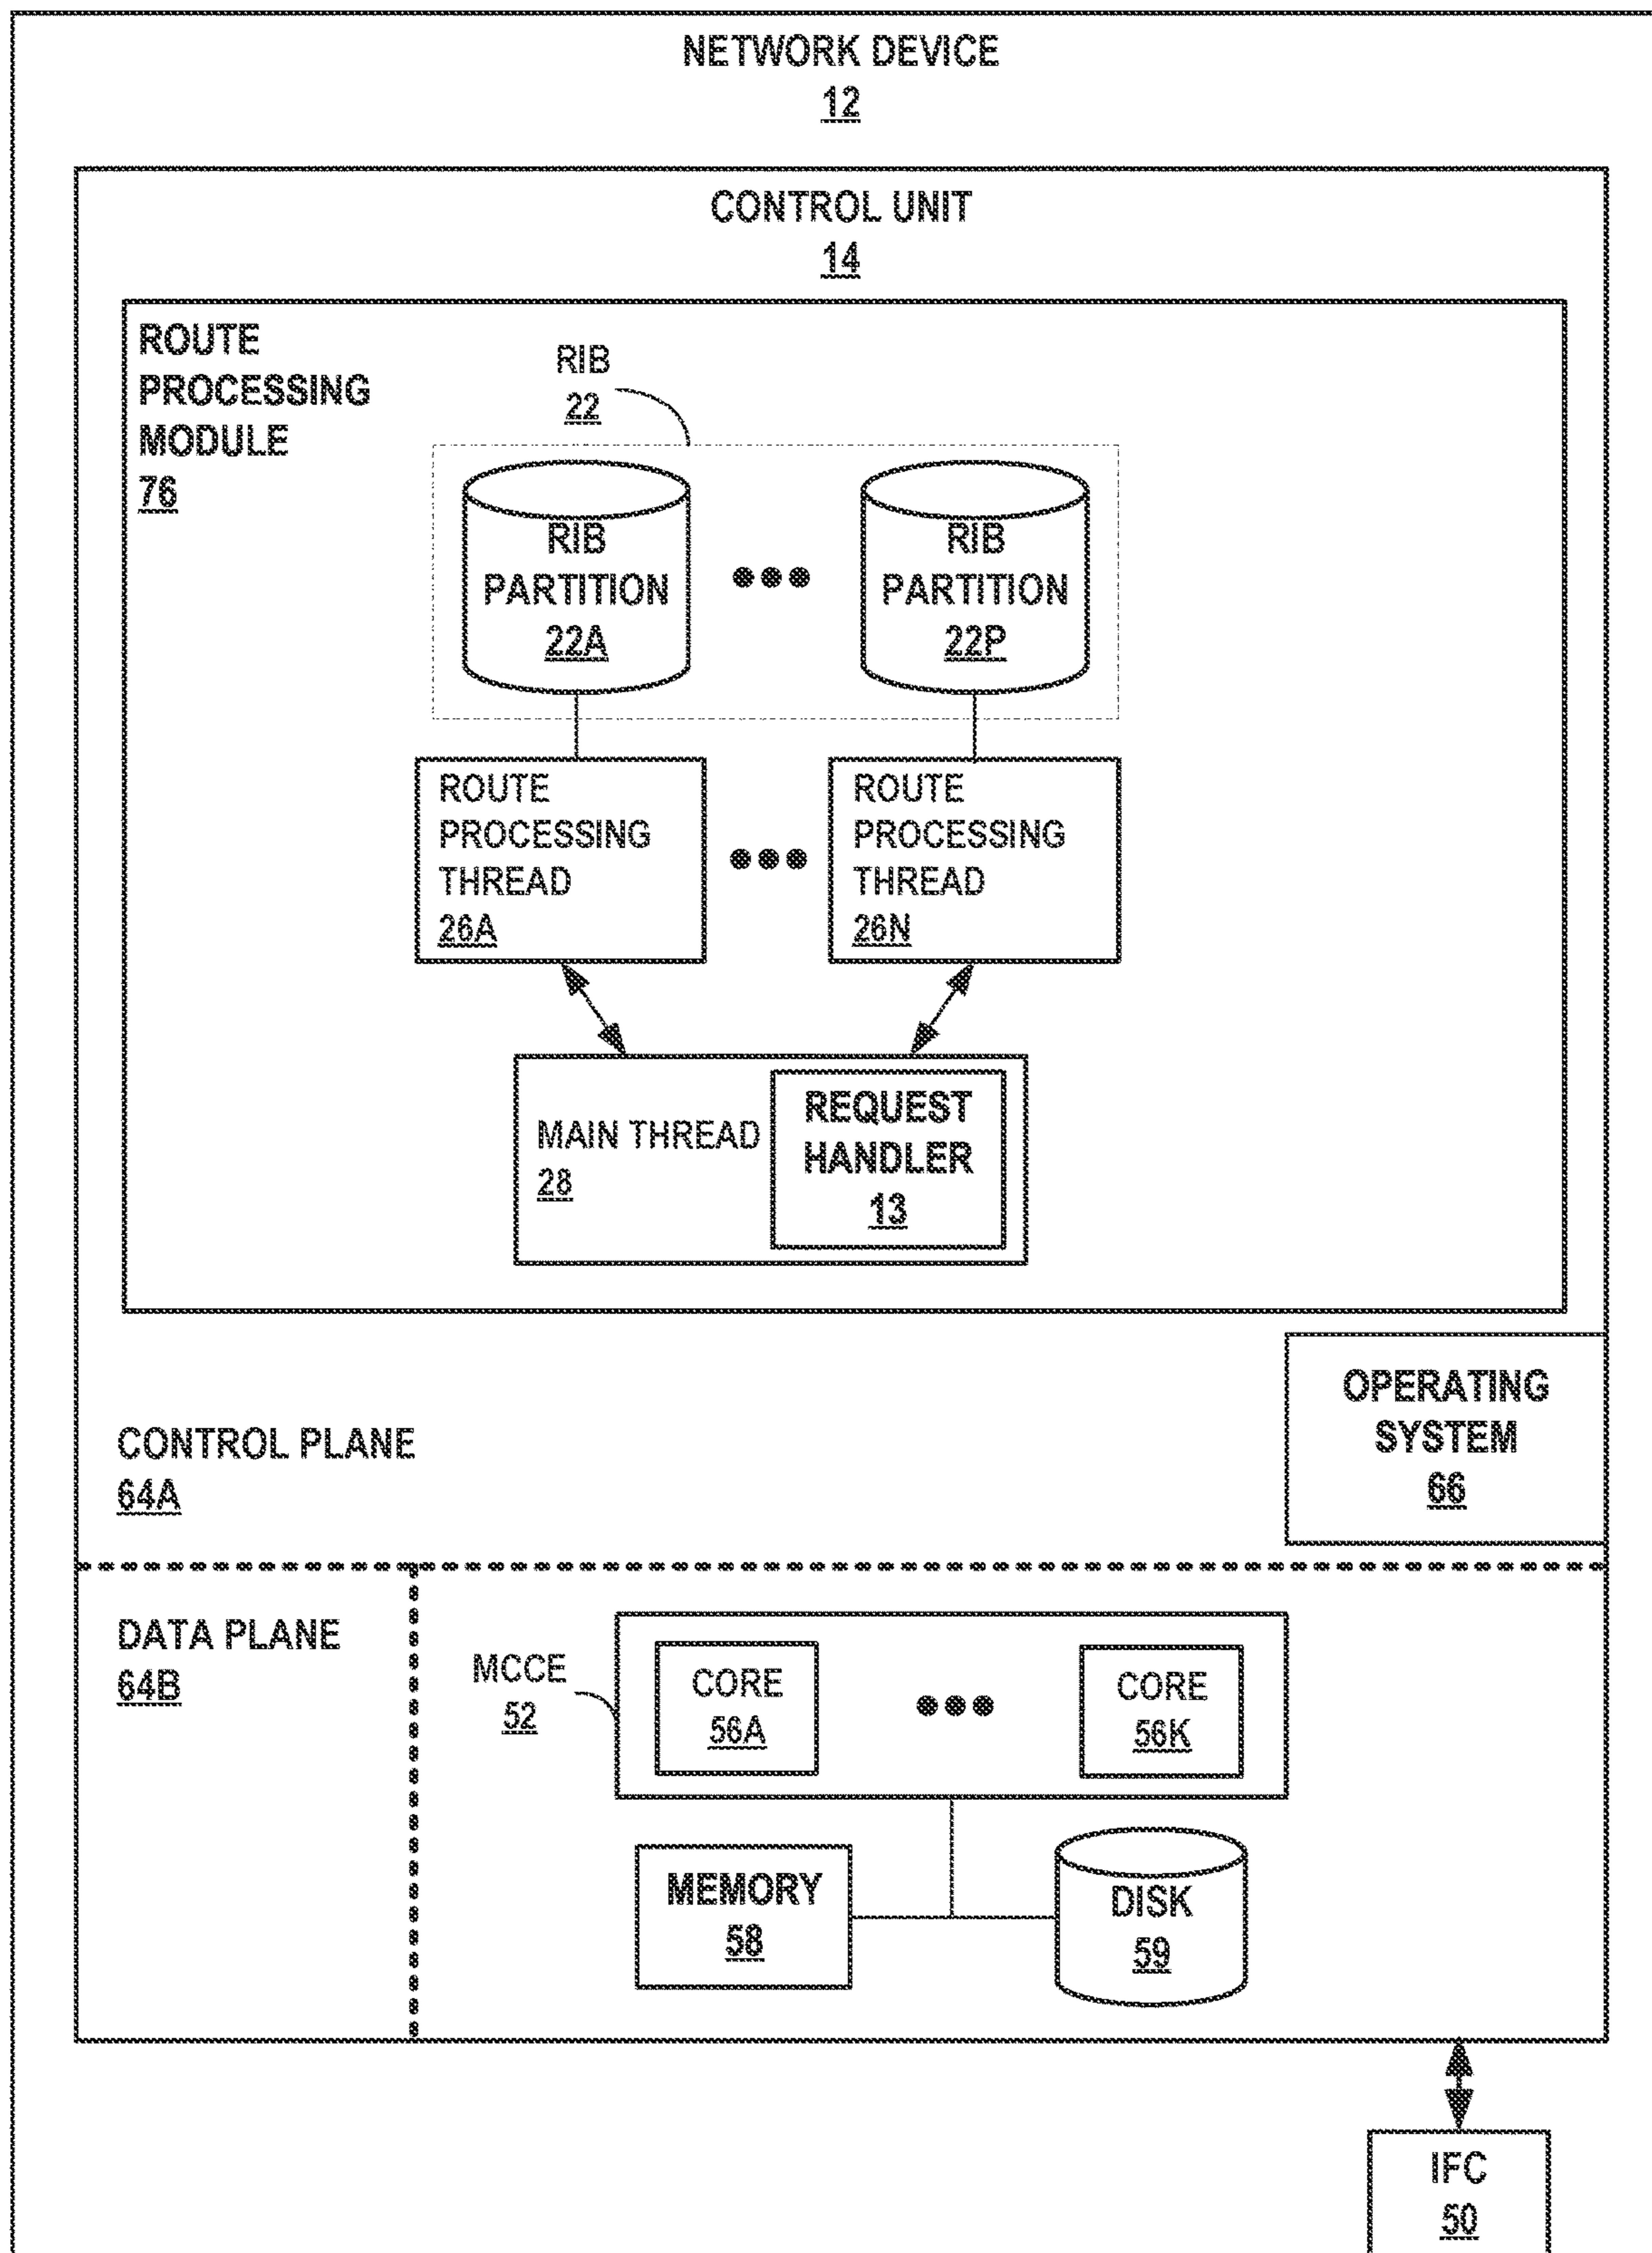 NETWORK DEVICE
12
CONTROL UNIT
14
ROUTE
PROCESSING
MODULE
76
RIB
22
RIB
PARTITION
22A
RIB
PARTITION
22P
ROUTE
PROCESSING
THREAD
26A
ROUTE
PROCESSING
THREAD
26N
MAIN THREAD
28
REQUEST
HANDLER
13
OPERATING
SYSTEM
66
CONTROL PLANE
64A
DATA PLANE
64B
MCCE
52
CORE
56A
CORE
56K
MEMORY
58
DISK
59
IFC
50